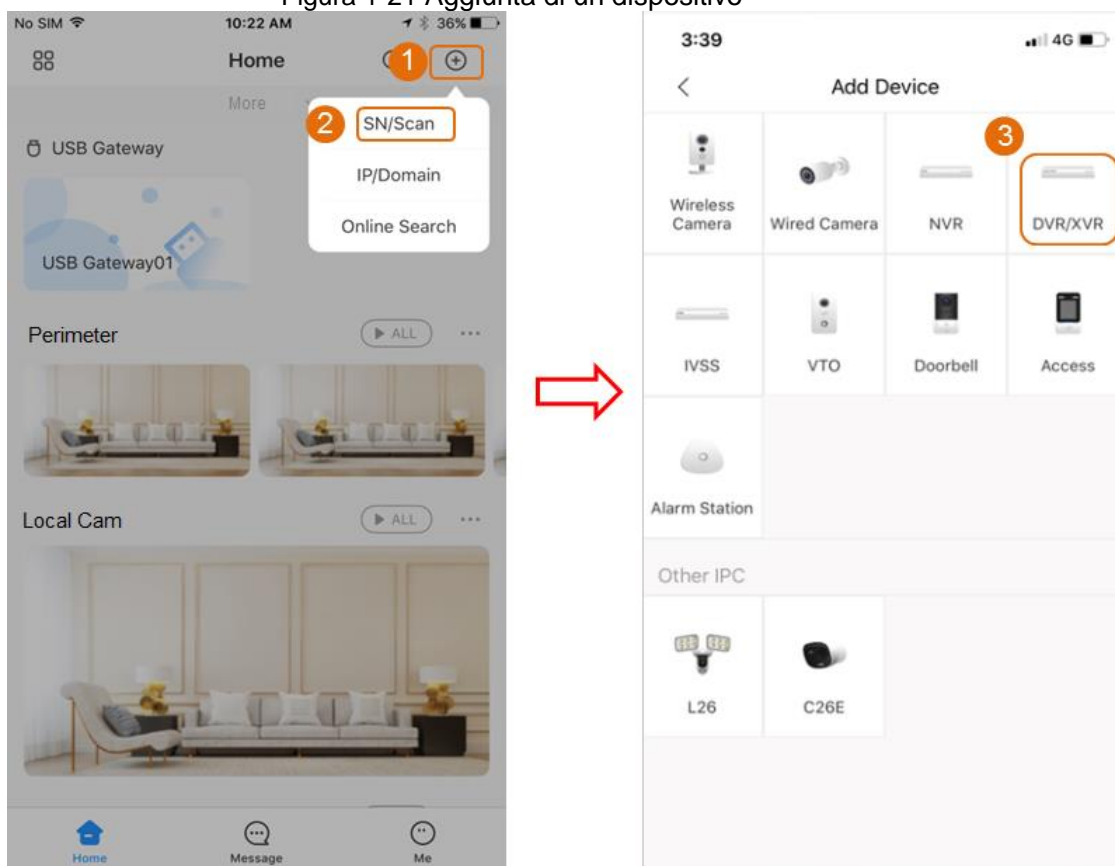 Figura 1-21 Aggiunta di un dispositivo
No SIM 10:22 AM 36%
Home
1
More
2 SN/Scan
IP/Domain
Online Search
USB Gateway
USB Gateway01
Perimeter
ALL
Local Cam
ALL
Home Message Me
3:39 4G
Add Device
3
Wireless
Camera Wired Camera NVR DVR/XVR
IVSS VTO Doorbell Access
Alarm Station
Other IPC
L26 C26E